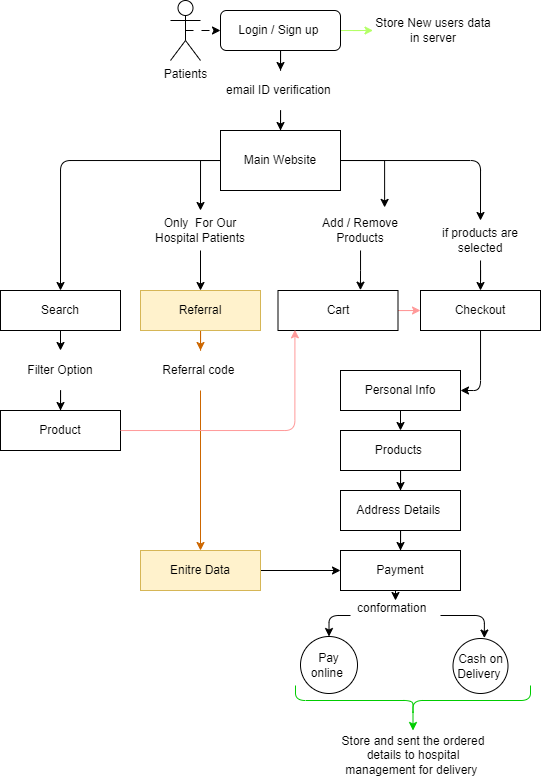 Login / Sign up
Store New users data
in server
Patients
email ID verification
Main Website
Only For Our
Hospital Patients
Add / Remove
Products
if products are
selected
Search
Referral
Cart
Checkout
Filter Option
Referral code
Personal Info
Product
Products
Address Details
Enitre Data
Payment
conformation
Pay
online
Cash on
Delivery
Store and sent the ordered
details to hospital
management for delivery